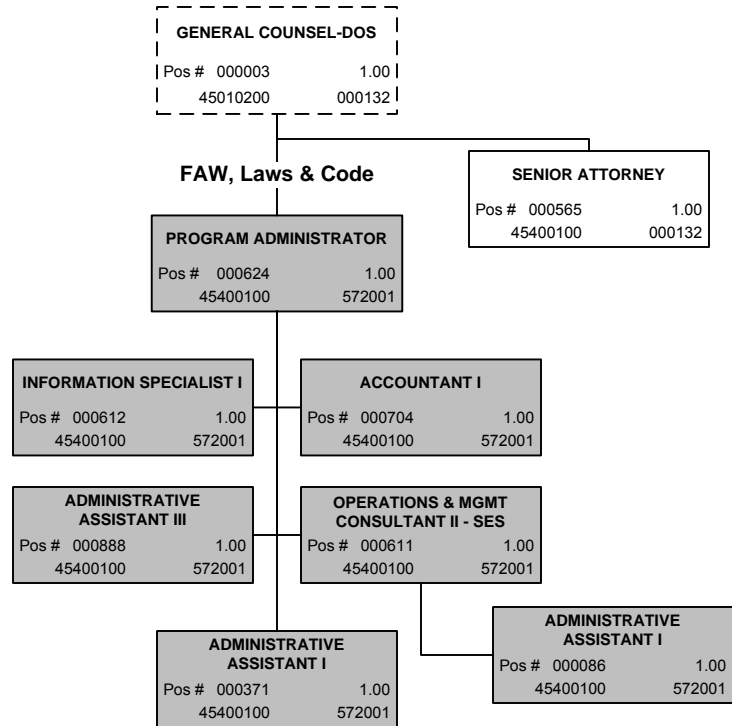 GENERAL COUNSEL-DOS
Pos # 000003 1.00
45010200 000132
FAW, Laws & Code
SENIOR ATTORNEY
Pos # 000565 1.00
45400100 000132
PROGRAM ADMINISTRATOR
Pos # 000624 1.00
45400100 572001
INFORMATION SPECIALIST I
Pos # 000612 1.00
45400100 572001
ACCOUNTANT I
Pos # 000704 1.00
45400100 572001
ADMINISTRATIVE
ASSISTANT III
Pos # 000888 1.00
45400100 572001
OPERATIONS & MGMT
CONSULTANT II - SES
Pos # 000611 1.00
45400100 572001
ADMINISTRATIVE
ASSISTANT I
Pos # 000371 1.00
45400100 572001
ADMINISTRATIVE
ASSISTANT I
Pos # 000086 1.00
45400100 572001